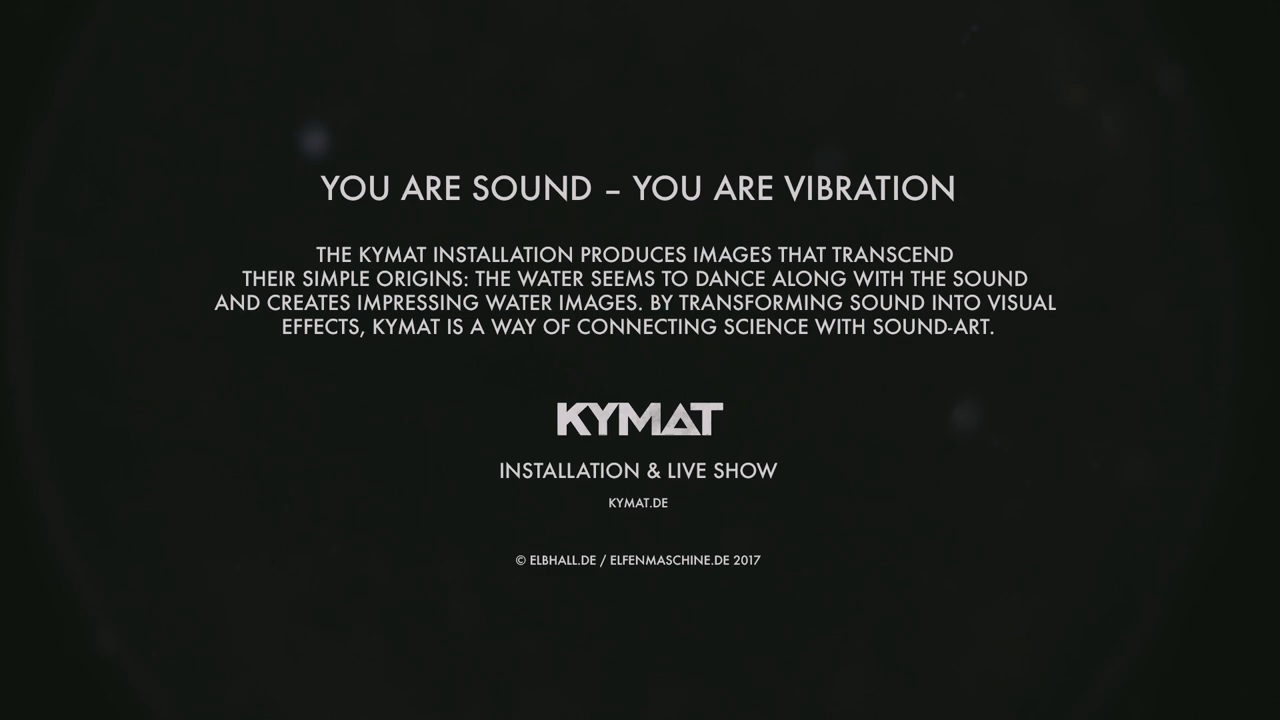 YOU ARE SOUND – YOU ARE VIBRATION
THE KYMAT INSTALLATION PRODUCES IMAGES THAT TRANSCEND
THEIR SIMPLE ORIGINS: THE WATER SEEMS TO DANCE ALONG WITH THE SOUND
AND CREATES IMPRESSING WATER IMAGES. BY TRANSFORMING SOUND INTO VISUAL
EFFECTS, KYMAT IS A WAY OF CONNECTING SCIENCE WITH SOUND-ART.
KYMAT
INSTALLATION & LIVE SHOW
KYMAT.DE
© ELBHALL.DE / ELFENMASCHINE.DE 2017